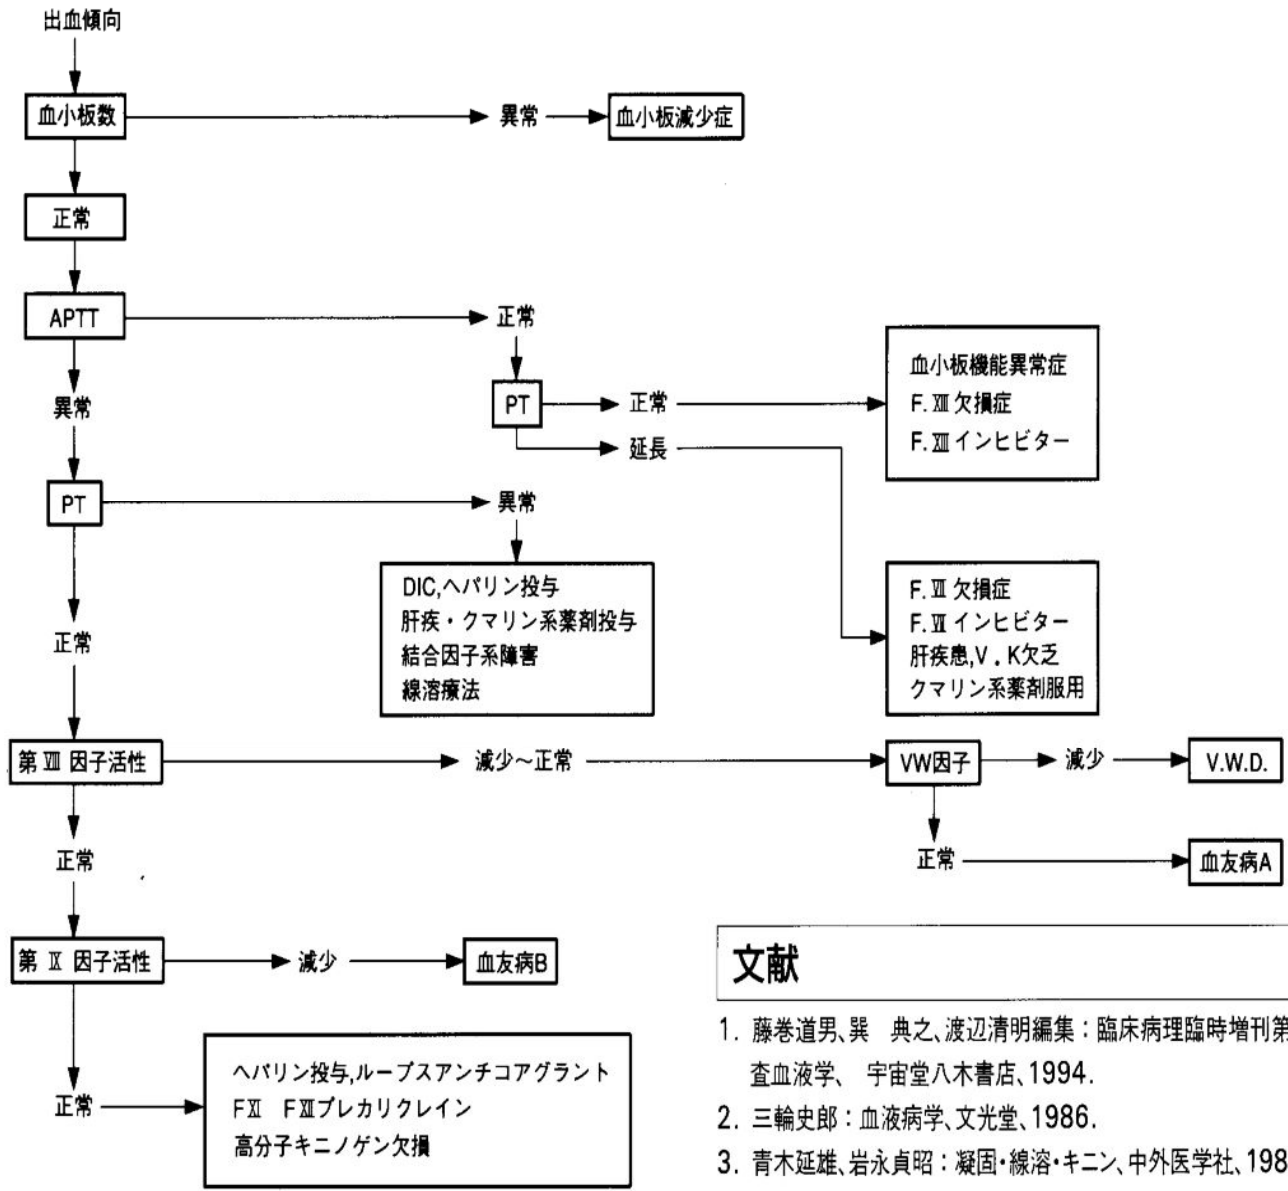 出血傾向
血小板数
異常
血小板減少症
正常
APTT
正常
異常
PT
正常
延長
血小板機能異常症
F.ⅩⅢ欠損症
F.ⅩⅢインヒビター
PT
異常
DIC,ヘパリン投与
肝疾・クマリン系薬剤投与
結合因子系障害
線溶療法
F.Ⅶ欠損症
F.Ⅶインヒビター
肝疾患,V.K欠乏
クマリン系薬剤服用
正常
第Ⅷ因子活性
減少~正常
VW因子
減少
V.W.D.
正常
血友病A
正常
第Ⅸ因子活性
減少
血友病B
正常
ヘパリン投与,ループスアンチコアグラント
FⅪ FⅫプレカリクレイン
高分子キニノゲン欠損
文献
1. 藤巻道男、巽 典之、渡辺清明編集:臨床病理臨時増刊第
査血液学、 宇宙堂八木書店、1994.
2. 三輪史郎:血液病学、文光堂、1986.
3. 青木延雄、岩永貞昭:凝固・線溶・キニン、中外医学社、198